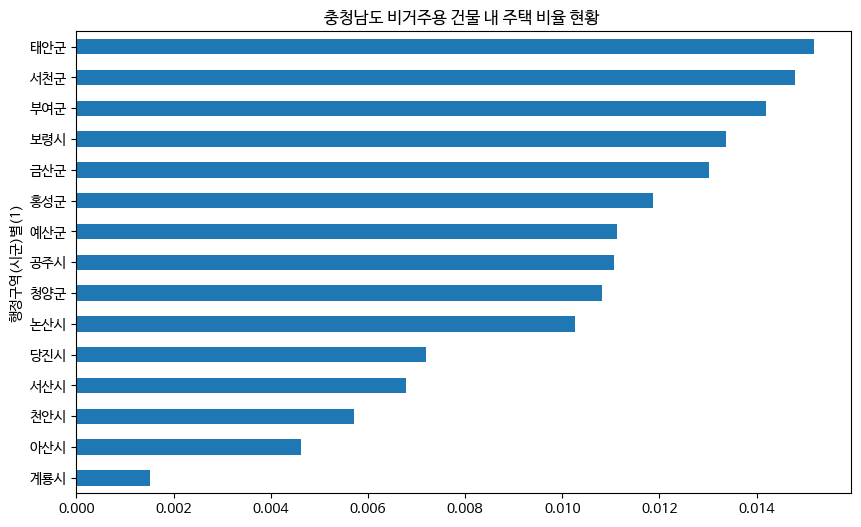 충청남도 비거주용 건물 내 주택 비율 현황
행정구역(시군)별(1)
태안군
서천군
부여군
보령시
금산군
홍성군
예산군
공주시
청양군
논산시
당진시
서산시
천안시
아산시
계룡시
0.000 0.002 0.004 0.006 0.008 0.010 0.012 0.014